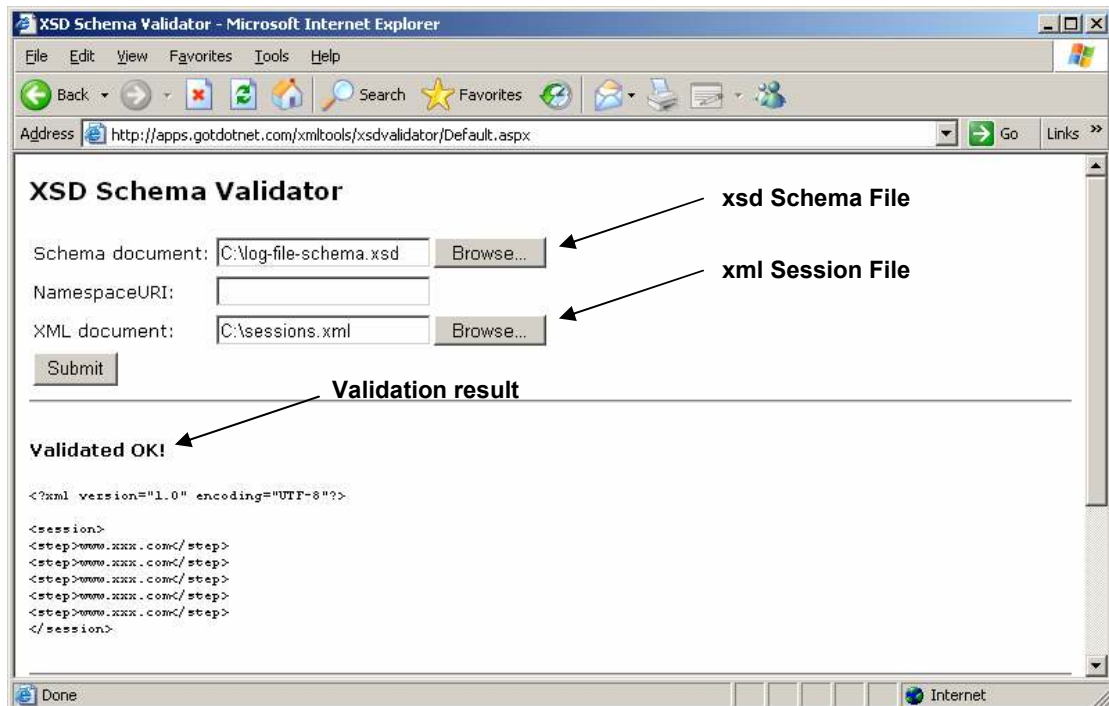 XSD Schema Validator - Microsoft Internet Explorer
File Edit View Favorites Tools Help
Back Search Favorites
Address http://apps.gotdotnet.com/xmltools/xsdvalidator/Default.aspx Go Links »
XSD Schema Validator
xsd Schema File
Schema document: C:\log-file-schema.xsd Browse...
xml Session File
NamespaceURI:
XML document: C:\sessions.xml Browse...
Submit
Validation result
Validated OK!
<?xml version="1.0" encoding="UTF-8"?>
<session>
<step>www.xxx.com</step>
<step>www.xxx.com</step>
<step>www.xxx.com</step>
<step>www.xxx.com</step>
<step>www.xxx.com</step>
</session>
Done Internet